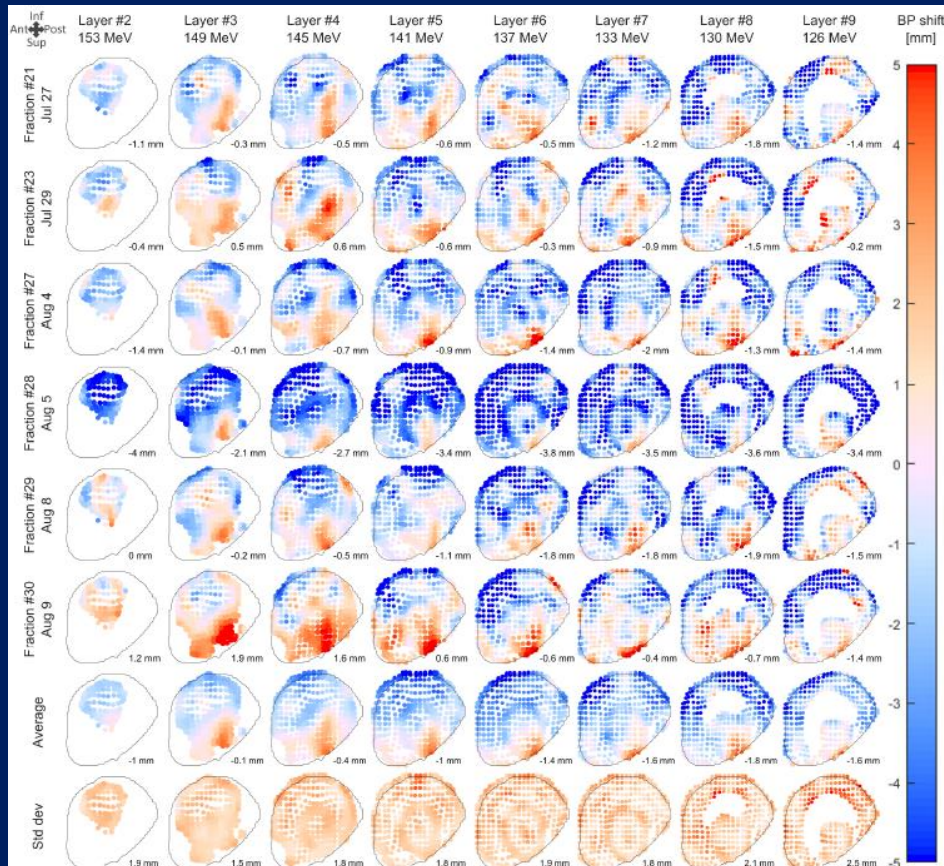 Inf
Ant Post
Sup
Layer #2 Layer #3 Layer #4 Layer #5 Layer #6 Layer #7 Layer #8 Layer #9 BP shift
153 MeV 149 MeV 145 MeV 141 MeV 137 MeV 133 MeV 130 MeV 126 MeV [mm]
Fraction #21
Jul 27
-1.1 mm -0.3 mm -0.5 mm -0.6 mm -0.5 mm -1.2 mm -1.8 mm -1.4 mm
Fraction #23
Jul 29
-0.4 mm 0.5 mm 0.6 mm -0.6 mm -0.3 mm -0.9 mm -1.5 mm -0.2 mm
Fraction #27
Aug 4
-1.4 mm -0.1 mm -0.7 mm -0.9 mm -1.4 mm -2 mm -1.3 mm -1.4 mm
Fraction #28
Aug 5
-4 mm -2.1 mm -2.7 mm -3.4 mm -3.8 mm -3.5 mm -3.6 mm -3.4 mm
Fraction #29
Aug 8
0 mm -0.2 mm -0.5 mm -1.1 mm -1.8 mm -1.8 mm -1.9 mm -1.5 mm
Fraction #30
Aug 9
1.2 mm 1.9 mm 1.6 mm 0.6 mm -0.6 mm -0.4 mm -0.7 mm -1.4 mm
Average
-1 mm -0.1 mm -0.4 mm -1 mm -1.4 mm -1.6 mm -1.8 mm -1.6 mm
Std dev
1.9 mm 1.5 mm 1.8 mm 1.8 mm 1.9 mm 1.8 mm 2.1 mm 2.5 mm
5
4
3
2
1
0
-1
-2
-3
-4
-5